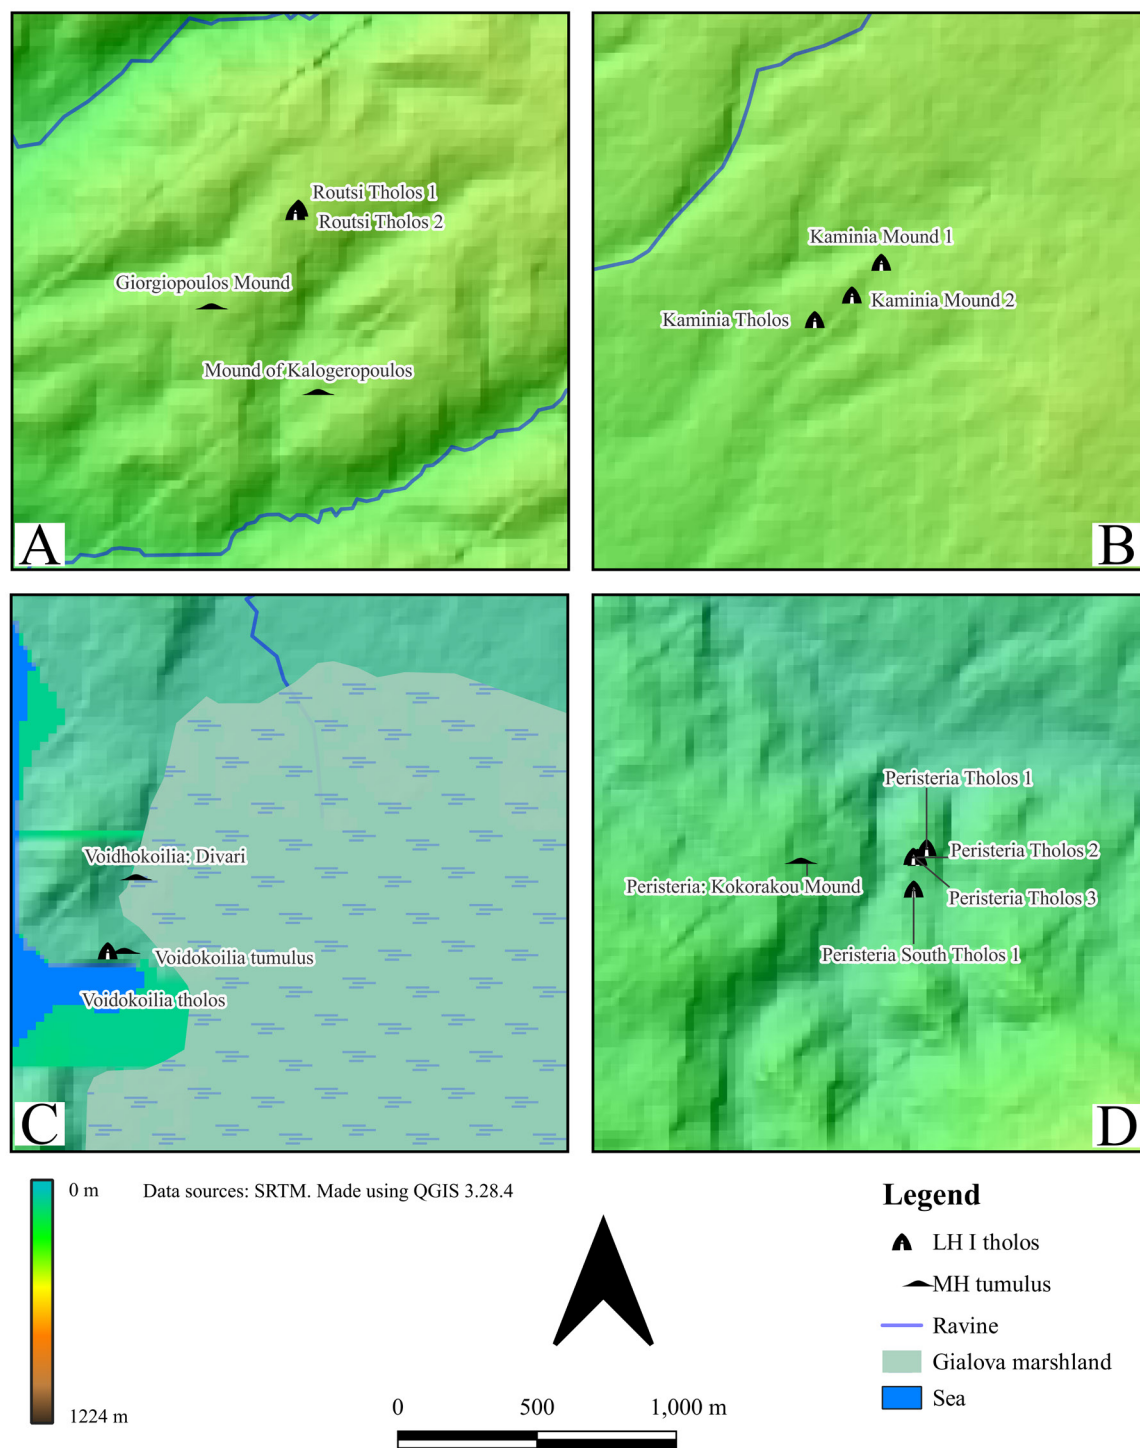 Routsi Tholos 1
Routsi Tholos 2
Giorgiopoulos Mound
Mound of Kalogeropoulos
A
Kaminia Mound 1
Kaminia Mound 2
Kaminia Tholos
B
Voidhokoilia: Divari
Voidokoilia tumulus
Voidokoilia tholos
C
Peristeria Tholos 1
Peristeria Tholos 2
Peristeria: Kokorakou Mound
Peristeria Tholos 3
Peristeria South Tholos 1
D
0 m
Data sources: SRTM. Made using QGIS 3.28.4
1224 m
0 500 1,000 m
Legend
LH I tholos
MH tumulus
Ravine
Gialova marshland
Sea